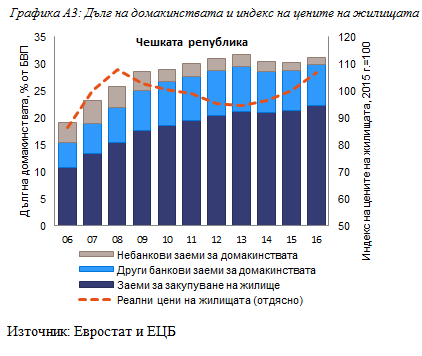 Графика А3: Дълг на домакинствата и индекс на цените на жилищата
Чешката република
Дълг на домакинствата, % от БВП
35
30
25
20
15
10
5
0
120
110
100
90
80
70
60
50
Индекс на цените на жилищата, 2015 г.=100
06 07 08 09 10 11 12 13 14 15 16
Небанкови заеми за домакинствата
Други банкови заеми за домакинствата
Заеми за закупуване на жилище
Реални цени на жилищата (отдясно)
Източник: Евростат и ЕЦБ